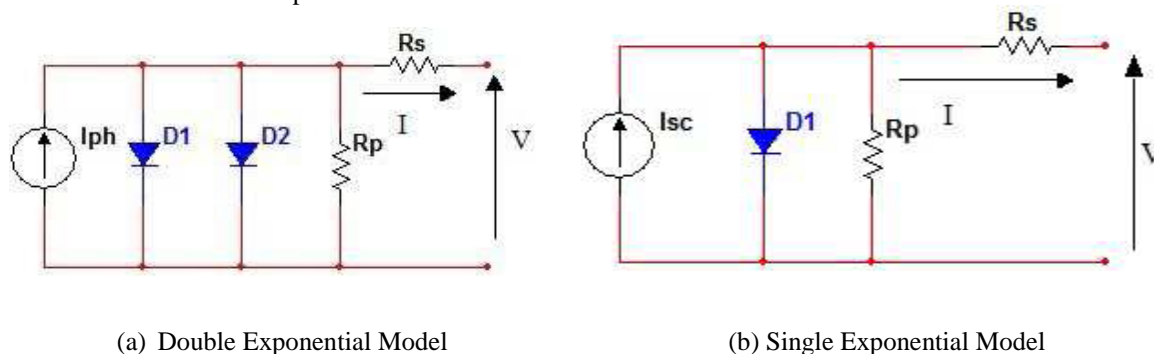 Rs
Iph
D1
D2
Rp
I
V
Rs
Isc
D1
Rp
I
V
(a) Double Exponential Model
(b) Single Exponential Model